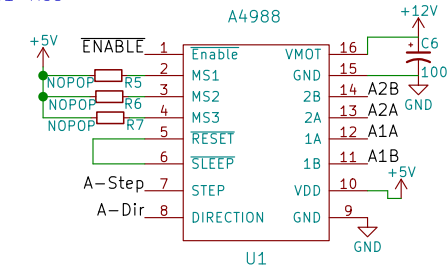 A4988
+12V
+5V
ENABLE 1 Enable VMOT 16
C6
NOPOP R5 2 MS1 GND 15
100
GND
NOPOP R6 3 MS2 2B 14 A2B
NOPOP R7 4 MS3 2A 13 A2A
5 RESET 1A 12 A1A
6 SLEEP 1B 11 A1B
+5V
A-Step 7 STEP VDD 10
A-Dir 8 DIRECTION GND 9
GND
U1